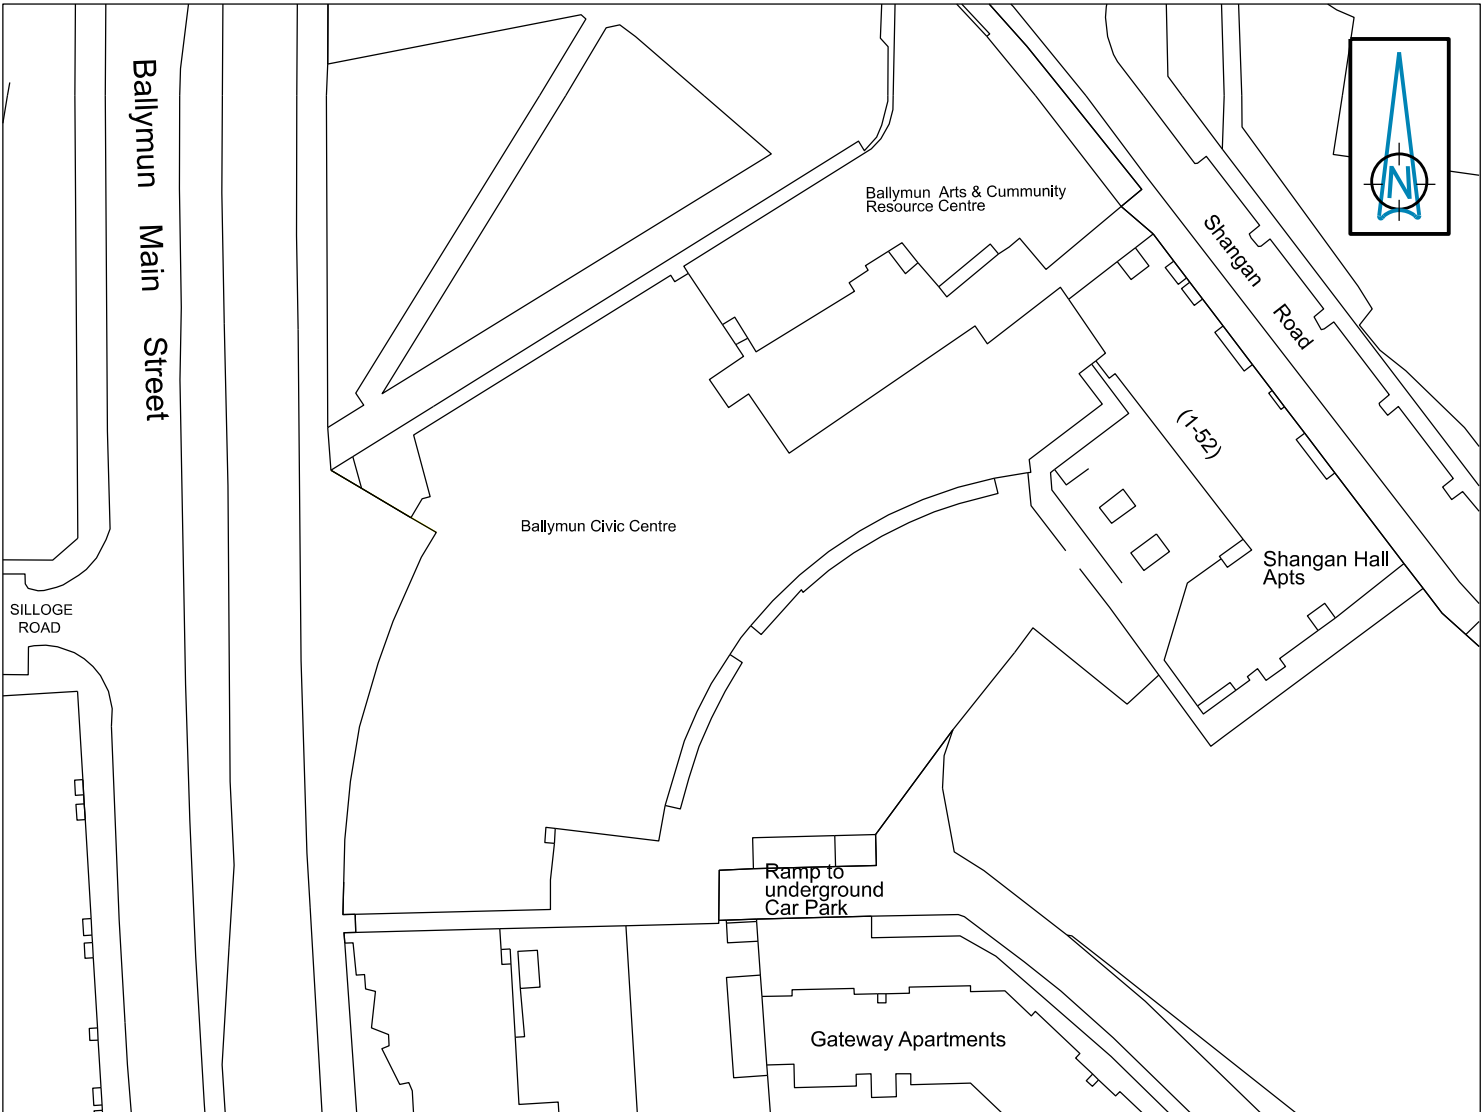 Ballymun Main Street
Ballymun Arts & Cummunity
Resource Centre
Shangan Road
N
(1-52)
Ballymun Civic Centre
Shangan Hall
Apts
SILLOGE
ROAD
Ramp to
underground
Car Park
Gateway Apartments